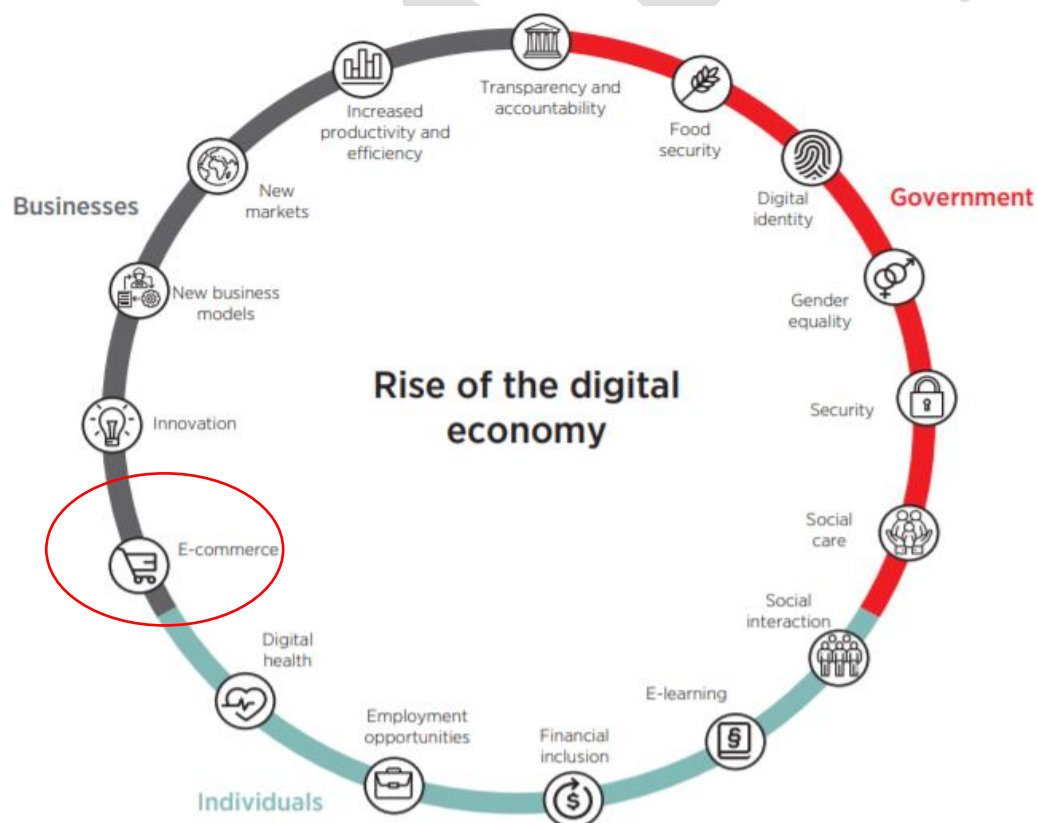 Transparency and
accountability
Increased
productivity and
efficiency
Food
security
New
markets
Digital
identity
Businesses
Government
New business
models
Gender
equality
Rise of the digital
economy
Innovation
Security
E-commerce
Social
care
Social
interaction
Digital
health
E-learning
Employment
opportunities
Financial
inclusion
Individuals
§
$